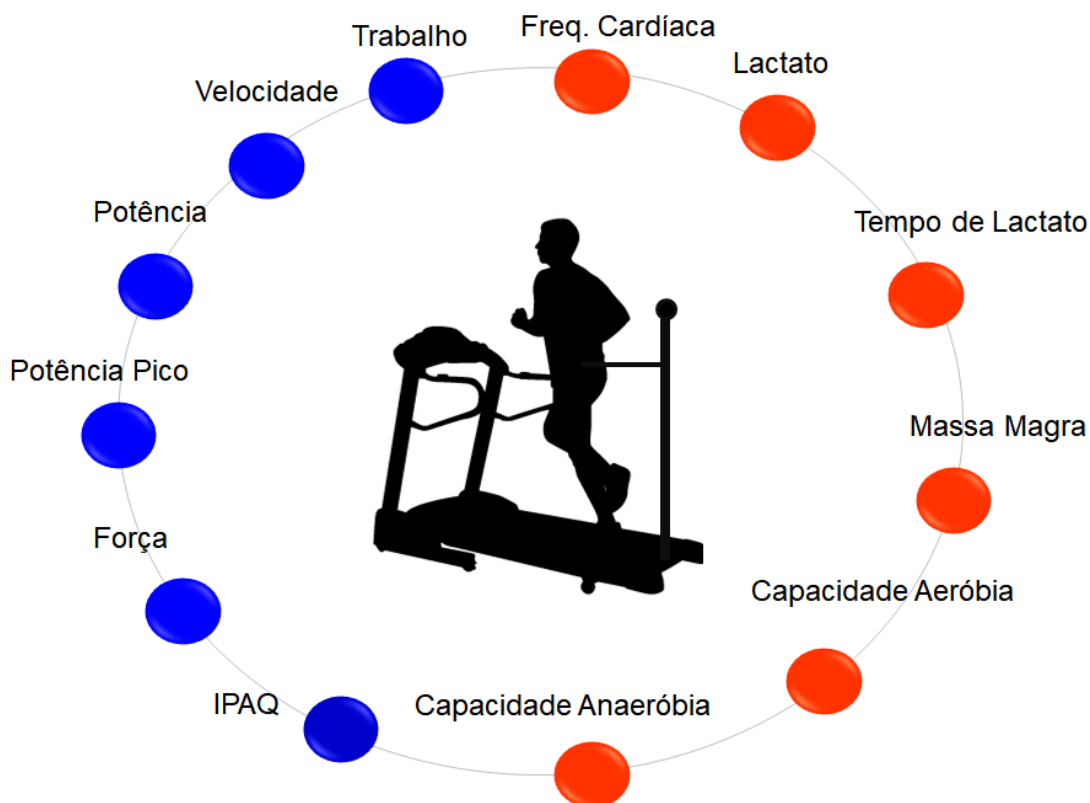 Freq. Cardíaca
Trabalho
Lactato
Velocidade
Potência
Tempo de Lactato
Potência Pico
Massa Magra
Força
Capacidade Aeróbia
IPAQ
Capacidade Anaeróbia